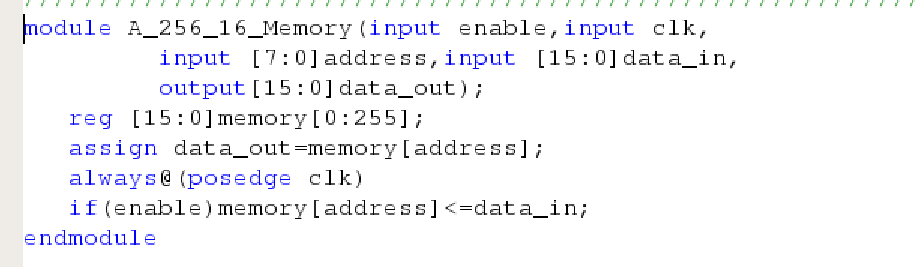 module A_256_16_Memory(input enable,input clk,
input [7:0]address,input [15:0]data_in,
output[15:0]data_out);
reg [15:0]memory[0:255];
assign data_out=memory[address];
always@(posedge clk)
if(enable)memory[address]<=data_in;
endmodule